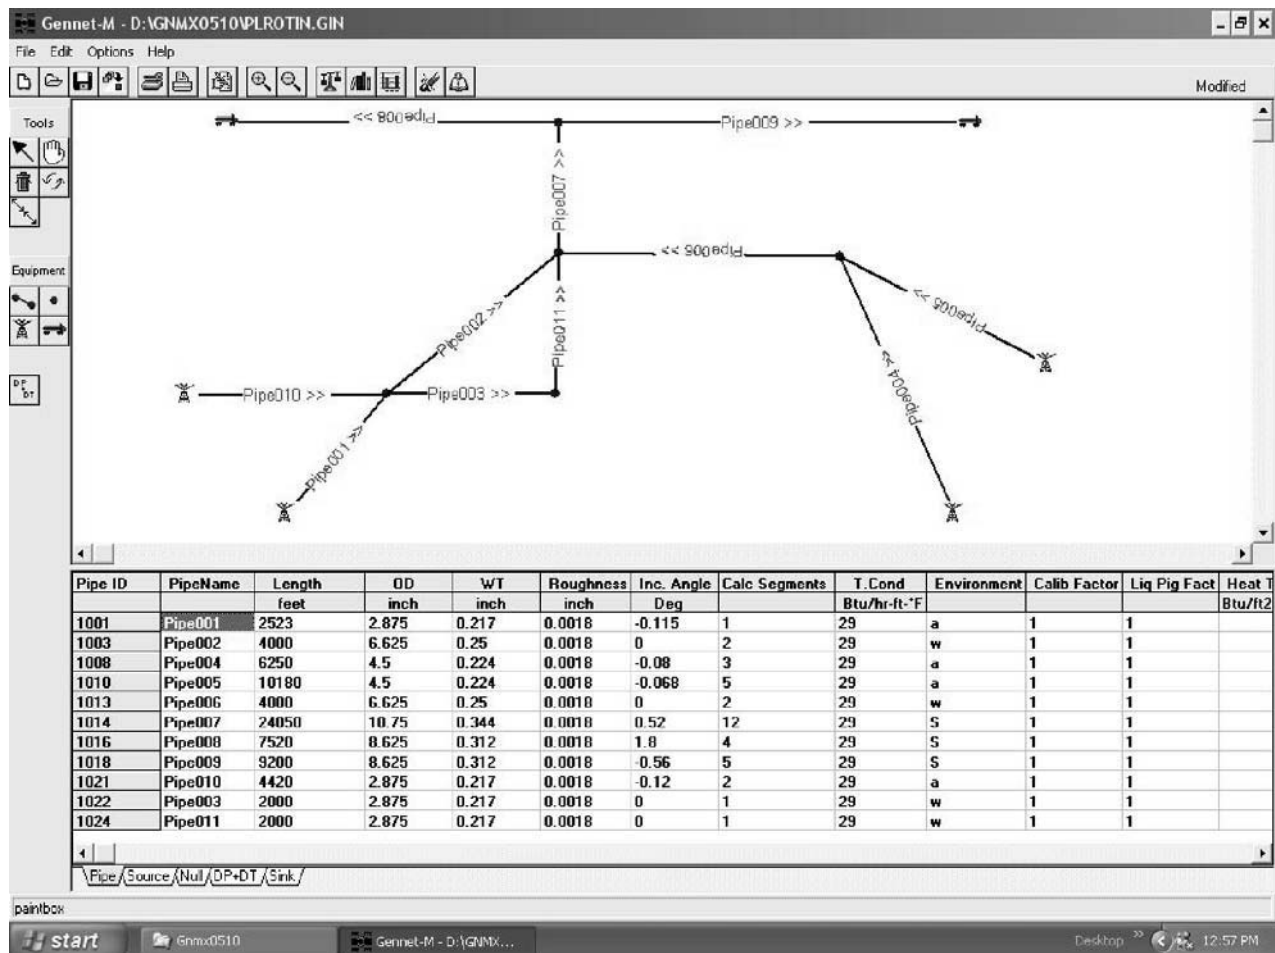 Gennet-M - D:\GNMX0510\PLROTIN.GIN
File Edit Options Help
Modified
Tools
Equipment
DP DT
<< Pipe008
Pipe009 >>
Pipe007 >>
<< Pipe006
<< Pipe005
Pipe002 >>
Pipe011 >>
Pipe010 >>
Pipe003 >>
<< Pipe004
Pipe001 >>
Pipe ID PipeName Length OD WT Roughness Inc. Angle Calc Segments T.Cond Environment Calib Factor Liq Pig Fact Heat T
feet inch inch inch Deg Btu/hr-ft-°F Btu/ft2
1001 Pipe001 2523 2.875 0.217 0.0018 -0.115 1 29 a 1 1
1003 Pipe002 4000 6.625 0.25 0.0018 0 2 29 w 1 1
1008 Pipe004 6250 4.5 0.224 0.0018 -0.08 3 29 a 1 1
1010 Pipe005 10180 4.5 0.224 0.0018 -0.068 5 29 a 1 1
1013 Pipe006 4000 6.625 0.25 0.0018 0 2 29 w 1 1
1014 Pipe007 24050 10.75 0.344 0.0018 0.52 12 29 S 1 1
1016 Pipe008 7520 8.625 0.312 0.0018 1.8 4 29 S 1 1
1018 Pipe009 9200 8.625 0.312 0.0018 -0.56 5 29 S 1 1
1021 Pipe010 4420 2.875 0.217 0.0018 -0.12 2 29 a 1 1
1022 Pipe003 2000 2.875 0.217 0.0018 0 1 29 w 1 1
1024 Pipe011 2000 2.875 0.217 0.0018 0 1 29 w 1 1
Pipe Source Null DP+DT Sink
paintbox
start Gnmx0510 Gennet-M - D:\GNMX... Desktop 12:57 PM